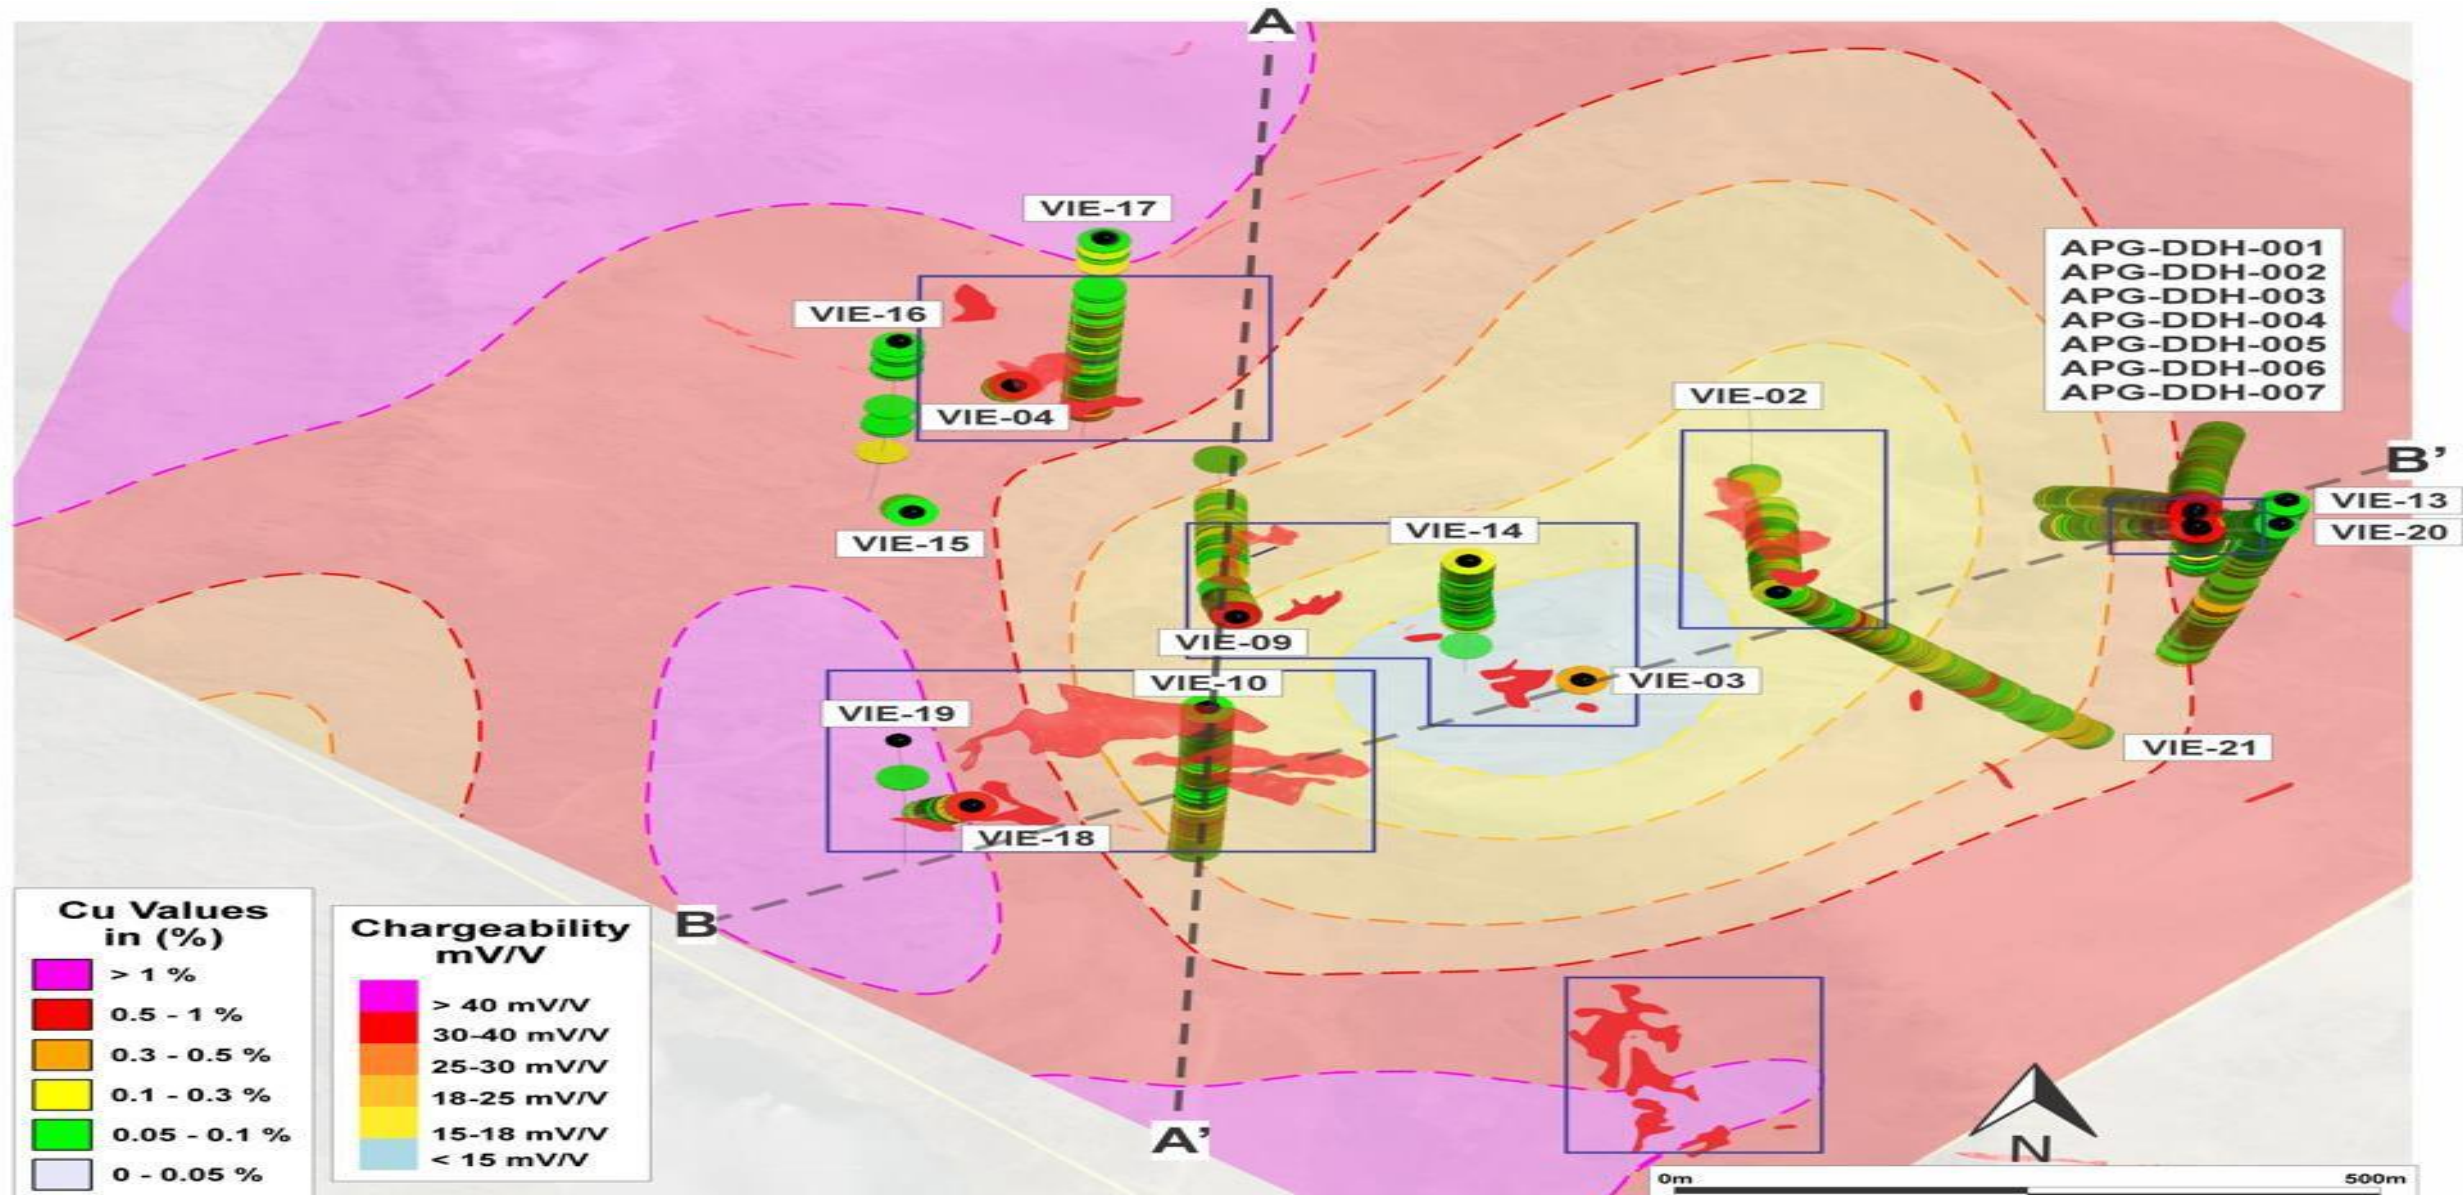 A
VIE-17
APG-DDH-001
APG-DDH-002
APG-DDH-003
APG-DDH-004
APG-DDH-005
APG-DDH-006
APG-DDH-007
VIE-16
VIE-04
VIE-02
B’
VIE-13
VIE-20
VIE-15
VIE-14
VIE-09
VIE-10
VIE-03
VIE-19
VIE-21
VIE-18
B
Cu Values
in (%)
> 1 %
0.5 - 1 %
0.3 - 0.5 %
0.1 - 0.3 %
0.05 - 0.1 %
0 - 0.05 %
Chargeability
mV/V
> 40 mV/V
30-40 mV/V
25-30 mV/V
18-25 mV/V
15-18 mV/V
< 15 mV/V
A’
N
0m 500m